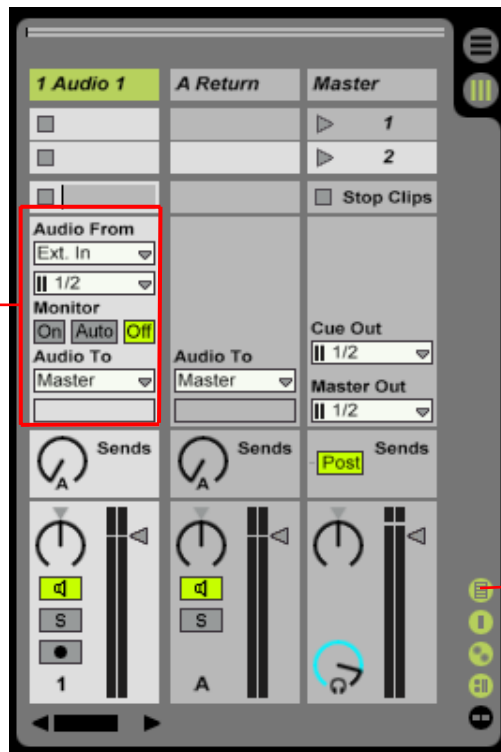 1 Audio 1
A Return
Master
1
2
Stop Clips
Audio From
Ext. In
1/2
Monitor
On Auto Off
Audio To
Master
Audio To
Master
Cue Out
1/2
Master Out
1/2
Sends
A
Sends
A
Post
Sends
S
S
1
A